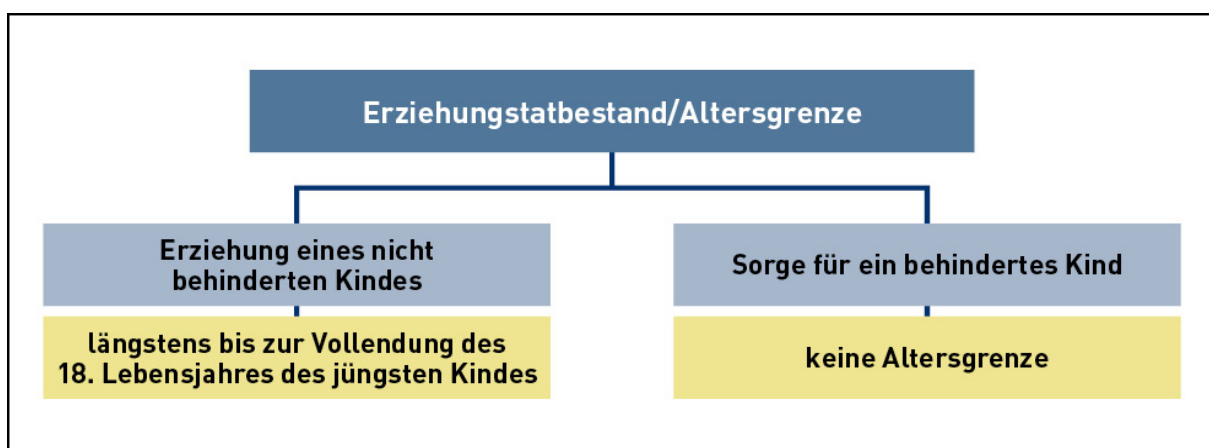 Erziehungstatbestand/Altersgrenze
Erziehung eines nicht
behinderten Kindes
Sorge für ein behindertes Kind
längstens bis zur Vollendung des
18. Lebensjahres des jüngsten Kindes
keine Altersgrenze